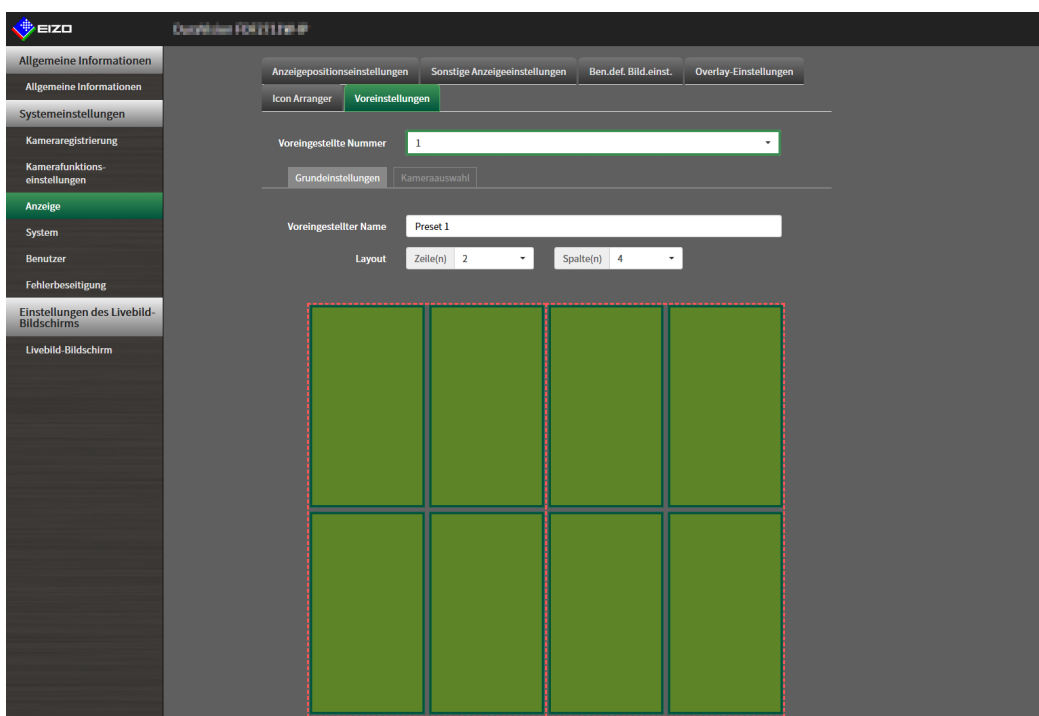 EIZO
Allgemeine Informationen
Allgemeine Informationen
Systemeinstellungen
Kameraregistrierung
Kamerafunktions-
einstellungen
Anzeige
System
Benutzer
Fehlerbeseitigung
Einstellungen des Livebild-
Bildschirms
Livebild-Bildschirm
Anzeigepositionseinstellungen Sonstige Anzeigeeinstellungen Ben.def. Bild.einst. Overlay-Einstellungen
Icon Arranger Voreinstellungen
Voreingestellte Nummer 1
Grundeinstellungen Kameraauswahl
Voreingestellter Name Preset 1
Layout Zeile(n) 2 Spalte(n) 4